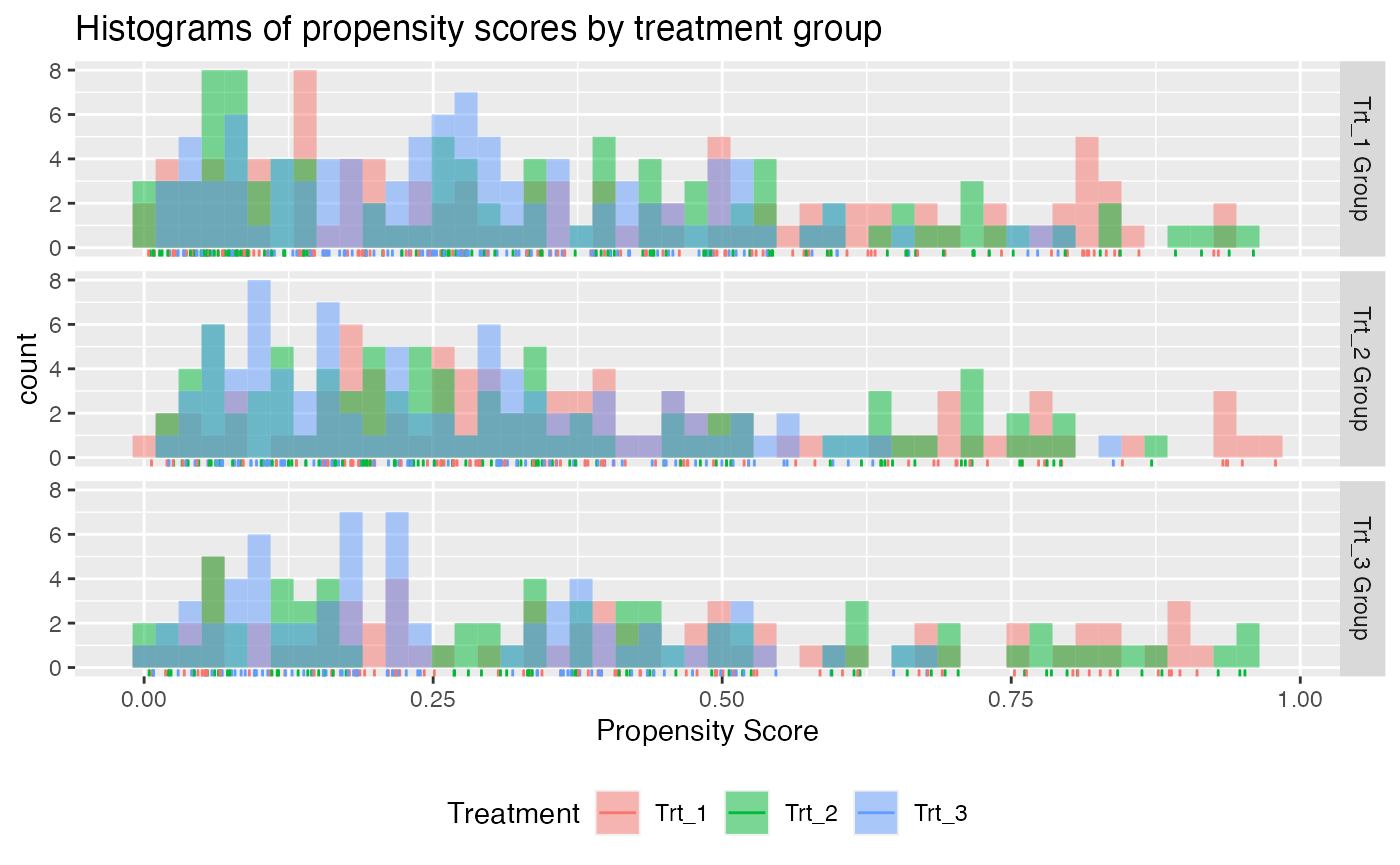 Histograms of propensity scores by treatment group
8
6
4
2
0
Trt_1 Group
8
6
4
2
0
Trt_2 Group
count
8
6
4
2
0
Trt_3 Group
0.00 0.25 0.50 0.75 1.00
Propensity Score
Treatment Trt_1 Trt_2 Trt_3